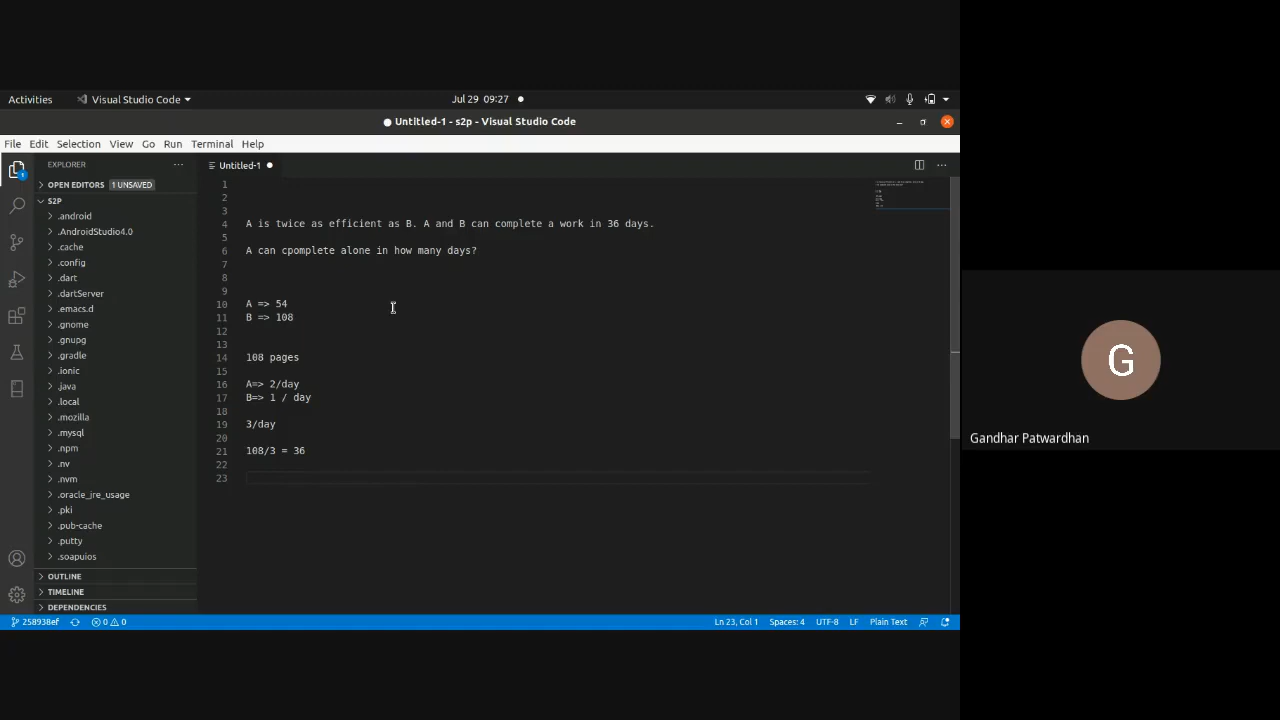 Activities
Visual Studio Code
Jul 29 09:27
Untitled-1 - s2p - Visual Studio Code
File Edit Selection View Go Run Terminal Help
EXPLORER
Untitled-1
OPEN EDITORS 1 UNSAVED
S2P
.android
.AndroidStudio4.0
.cache
.config
.dart
.dartServer
.emacs.d
.gnome
.gnupg
.gradle
.ionic
.java
.local
.mozilla
.mysql
.npm
.nv
.nvm
.oracle_jre_usage
.pki
.pub-cache
.putty
.soapuios
OUTLINE
TIMELINE
DEPENDENCIES
1
2
3
4 A is twice as efficient as B. A and B can complete a work in 36 days.
5
6 A can cpomplete alone in how many days?
7
8
9
10 A => 54
11 B => 108
12
13
14 108 pages
15
16 A=> 2/day
17 B=> 1 / day
18
19 3/day
20
21 108/3 = 36
22
23
258938ef 0 0 Ln 23, Col 1 Spaces: 4 UTF-8 LF Plain Text
G
Gandhar Patwardhan